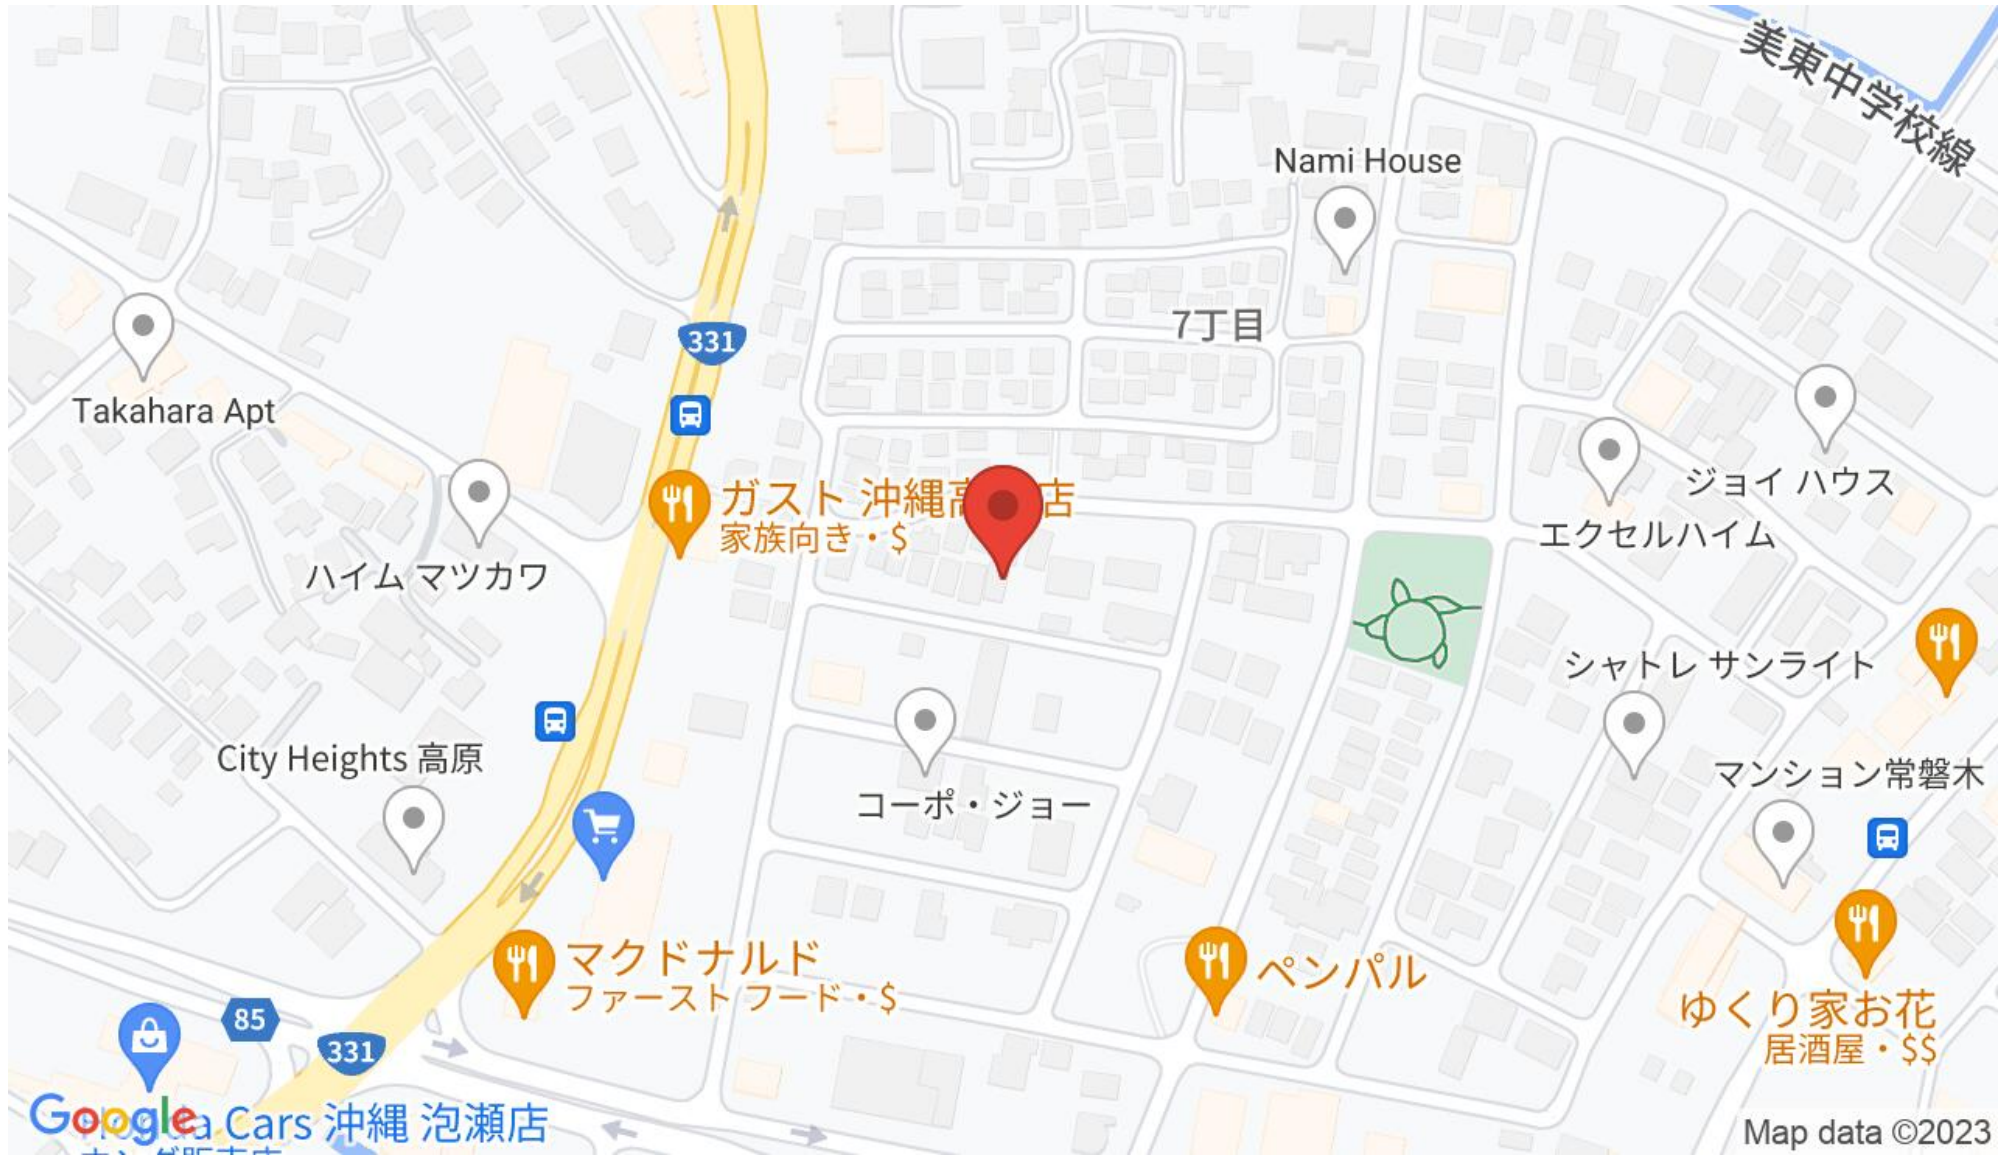 美東中学校線
Nami House
7丁目
331
Takahara Apt
ジョイ ハウス
ガスト 沖縄高 店
家族向き・$
エクセルハイム
ハイム マツカワ
シャトレ サンライト
City Heights 高原
マンション常磐木
コーポ・ジョー
マクドナルド
ファースト フード・$
ペンパル
ゆくり家お花
居酒屋・$$
85
331
Google
Cars 沖縄 泡瀬店
Map data ©2023